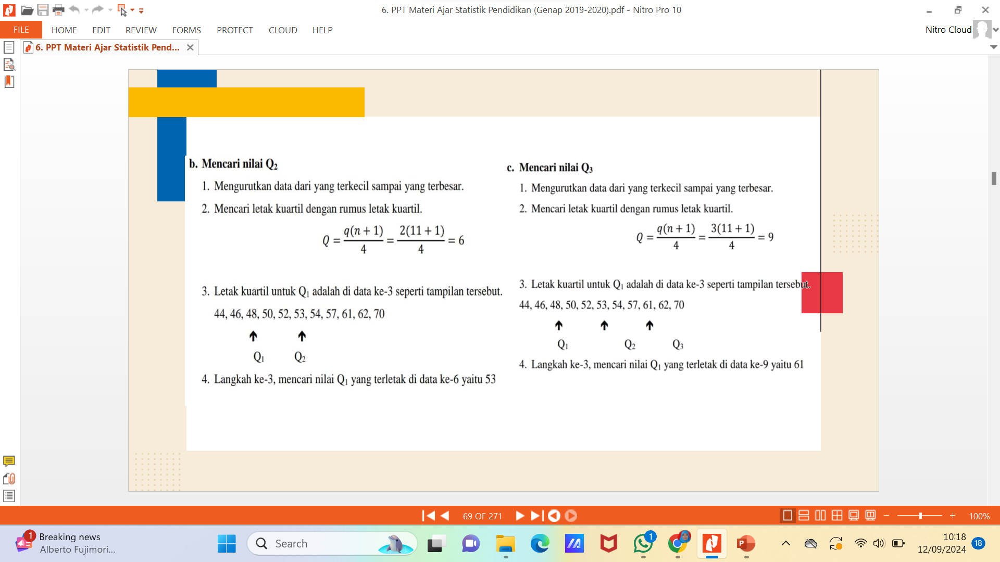 6. PPT Materi Ajar Statistik Pendidikan (Genap 2019-2020).pdf - Nitro Pro 10
FILE HOME EDIT REVIEW FORMS PROTECT CLOUD HELP Nitro Cloud
6. PPT Materi Ajar Statistik Pend...
b. Mencari nilai Q₂
1. Mengurutkan data dari yang terkecil sampai yang terbesar.
2. Mencari letak kuartil dengan rumus letak kuartil.
Q = q(n + 1)/4 = 2(11 + 1)/4 = 6
3. Letak kuartil untuk Q₁ adalah di data ke-3 seperti tampilan tersebut.
44, 46, 48, 50, 52, 53, 54, 57, 61, 62, 70
Q₁ Q₂
4. Langkah ke-3, mencari nilai Q₁ yang terletak di data ke-6 yaitu 53
c. Mencari nilai Q₃
1. Mengurutkan data dari yang terkecil sampai yang terbesar.
2. Mencari letak kuartil dengan rumus letak kuartil.
Q = q(n + 1)/4 = 3(11 + 1)/4 = 9
3. Letak kuartil untuk Q₁ adalah di data ke-3 seperti tampilan tersebut.
44, 46, 48, 50, 52, 53, 54, 57, 61, 62, 70
Q₁ Q₂ Q₃
4. Langkah ke-3, mencari nilai Q₁ yang terletak di data ke-9 yaitu 61
69 OF 271
100%
1
Breaking news
Alberto Fujimori...
Search
1
P
10:18
12/09/2024
18